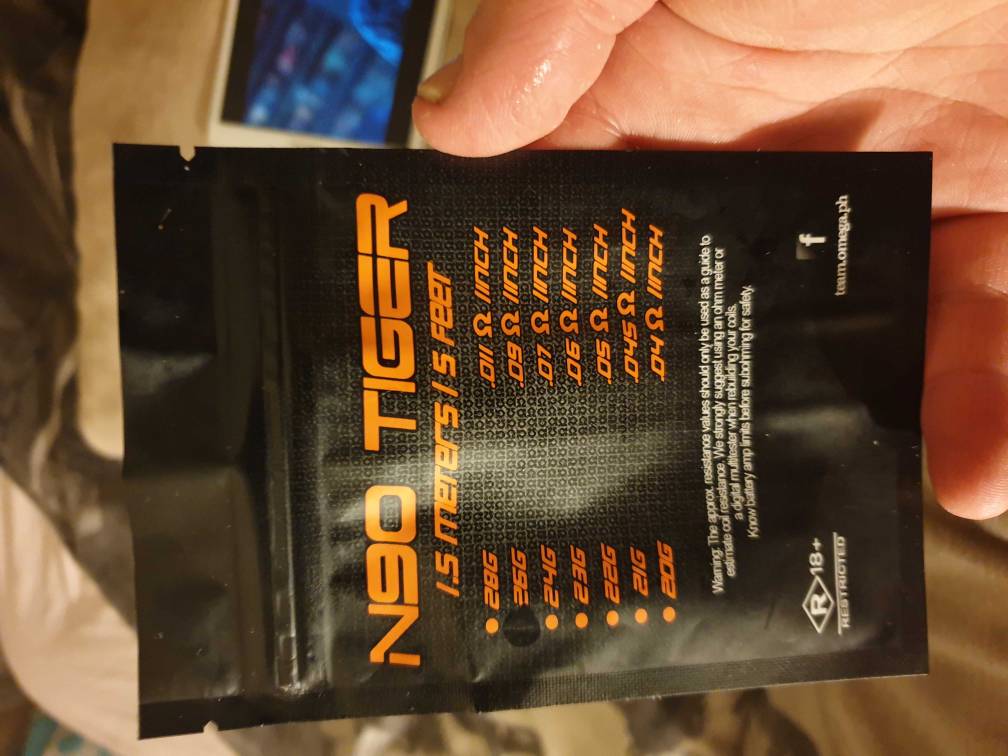 N90 TIGER
1.5 METERS / 5 FEET
28G .011 Ω /INCH
26G .09 Ω /INCH
24G .07 Ω /INCH
23G .06 Ω /INCH
22G .05 Ω /INCH
21G .045 Ω /INCH
20G .04 Ω /INCH
Warning: The approx. resistance values should only be used as a guide to
estimate coil resistance. We strongly suggest using an ohm meter or
a digital multitester when rebuilding your coils.
Know battery amp limits before subohming for safety.
R 18+
RESTRICTED
f
team.omega.ph